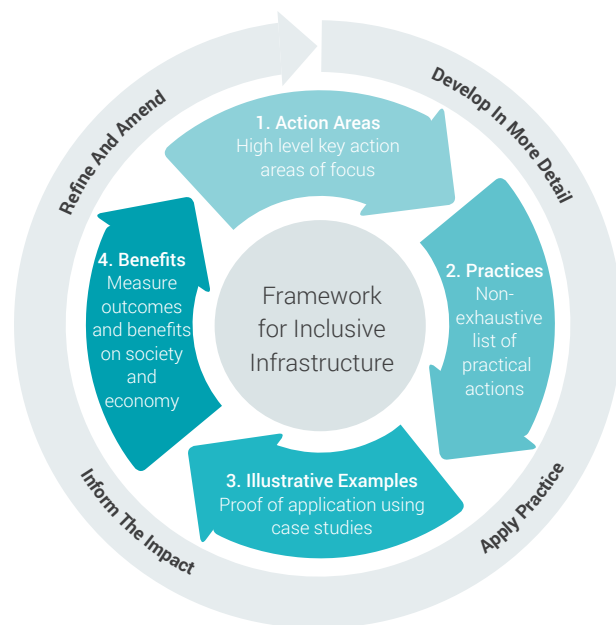 Refine And Amend
Develop In More Detail
1. Action Areas
High level key action
areas of focus
2. Practices
Non-
exhaustive
list of
practical
actions
4. Benefits
Measure
outcomes
and benefits
on society
and
economy
Framework
for Inclusive
Infrastructure
3. Illustrative Examples
Proof of application using
case studies
Inform The Impact
Apply Practice